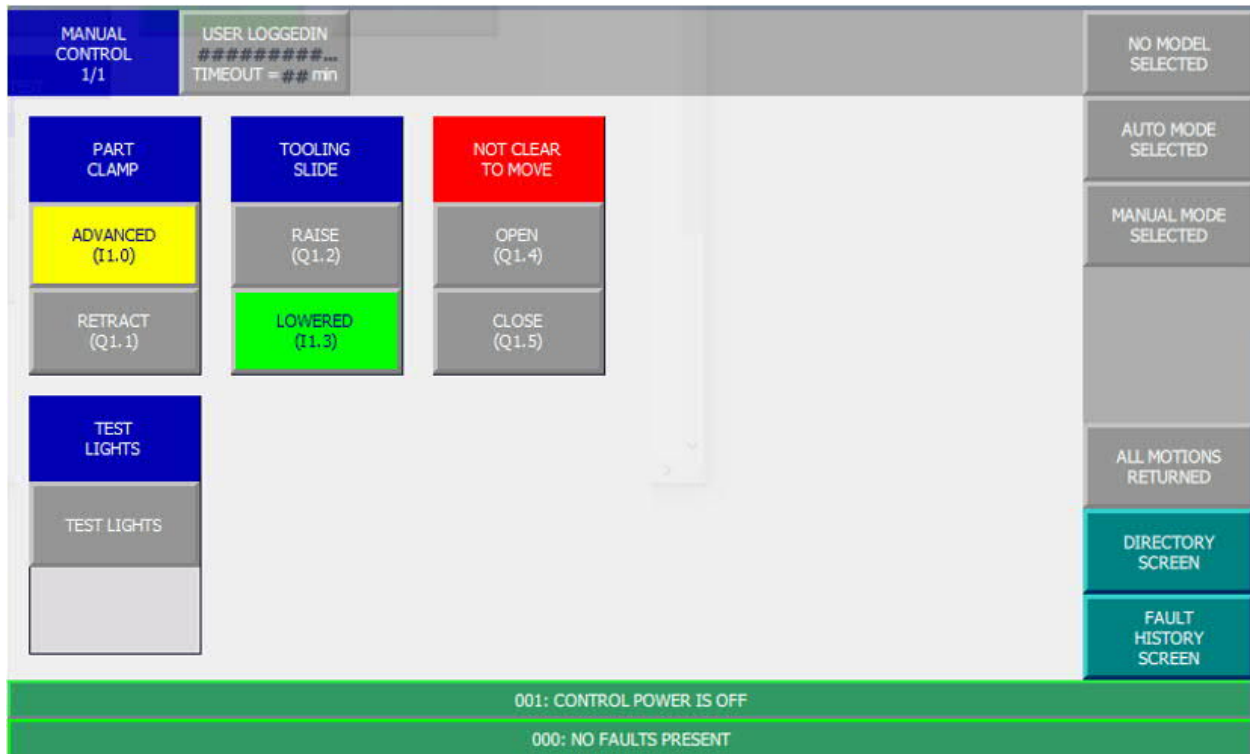 MANUAL
CONTROL
1/1
USER LOGGEDIN
#########...
TIMEOUT = ## min
NO MODEL
SELECTED
PART
CLAMP
TOOLING
SLIDE
NOT CLEAR
TO MOVE
AUTO MODE
SELECTED
ADVANCED
(I1.0)
RAISE
(Q1.2)
OPEN
(Q1.4)
MANUAL MODE
SELECTED
RETRACT
(Q1.1)
LOWERED
(I1.3)
CLOSE
(Q1.5)
TEST
LIGHTS
TEST LIGHTS
ALL MOTIONS
RETURNED
DIRECTORY
SCREEN
FAULT
HISTORY
SCREEN
001: CONTROL POWER IS OFF
000: NO FAULTS PRESENT